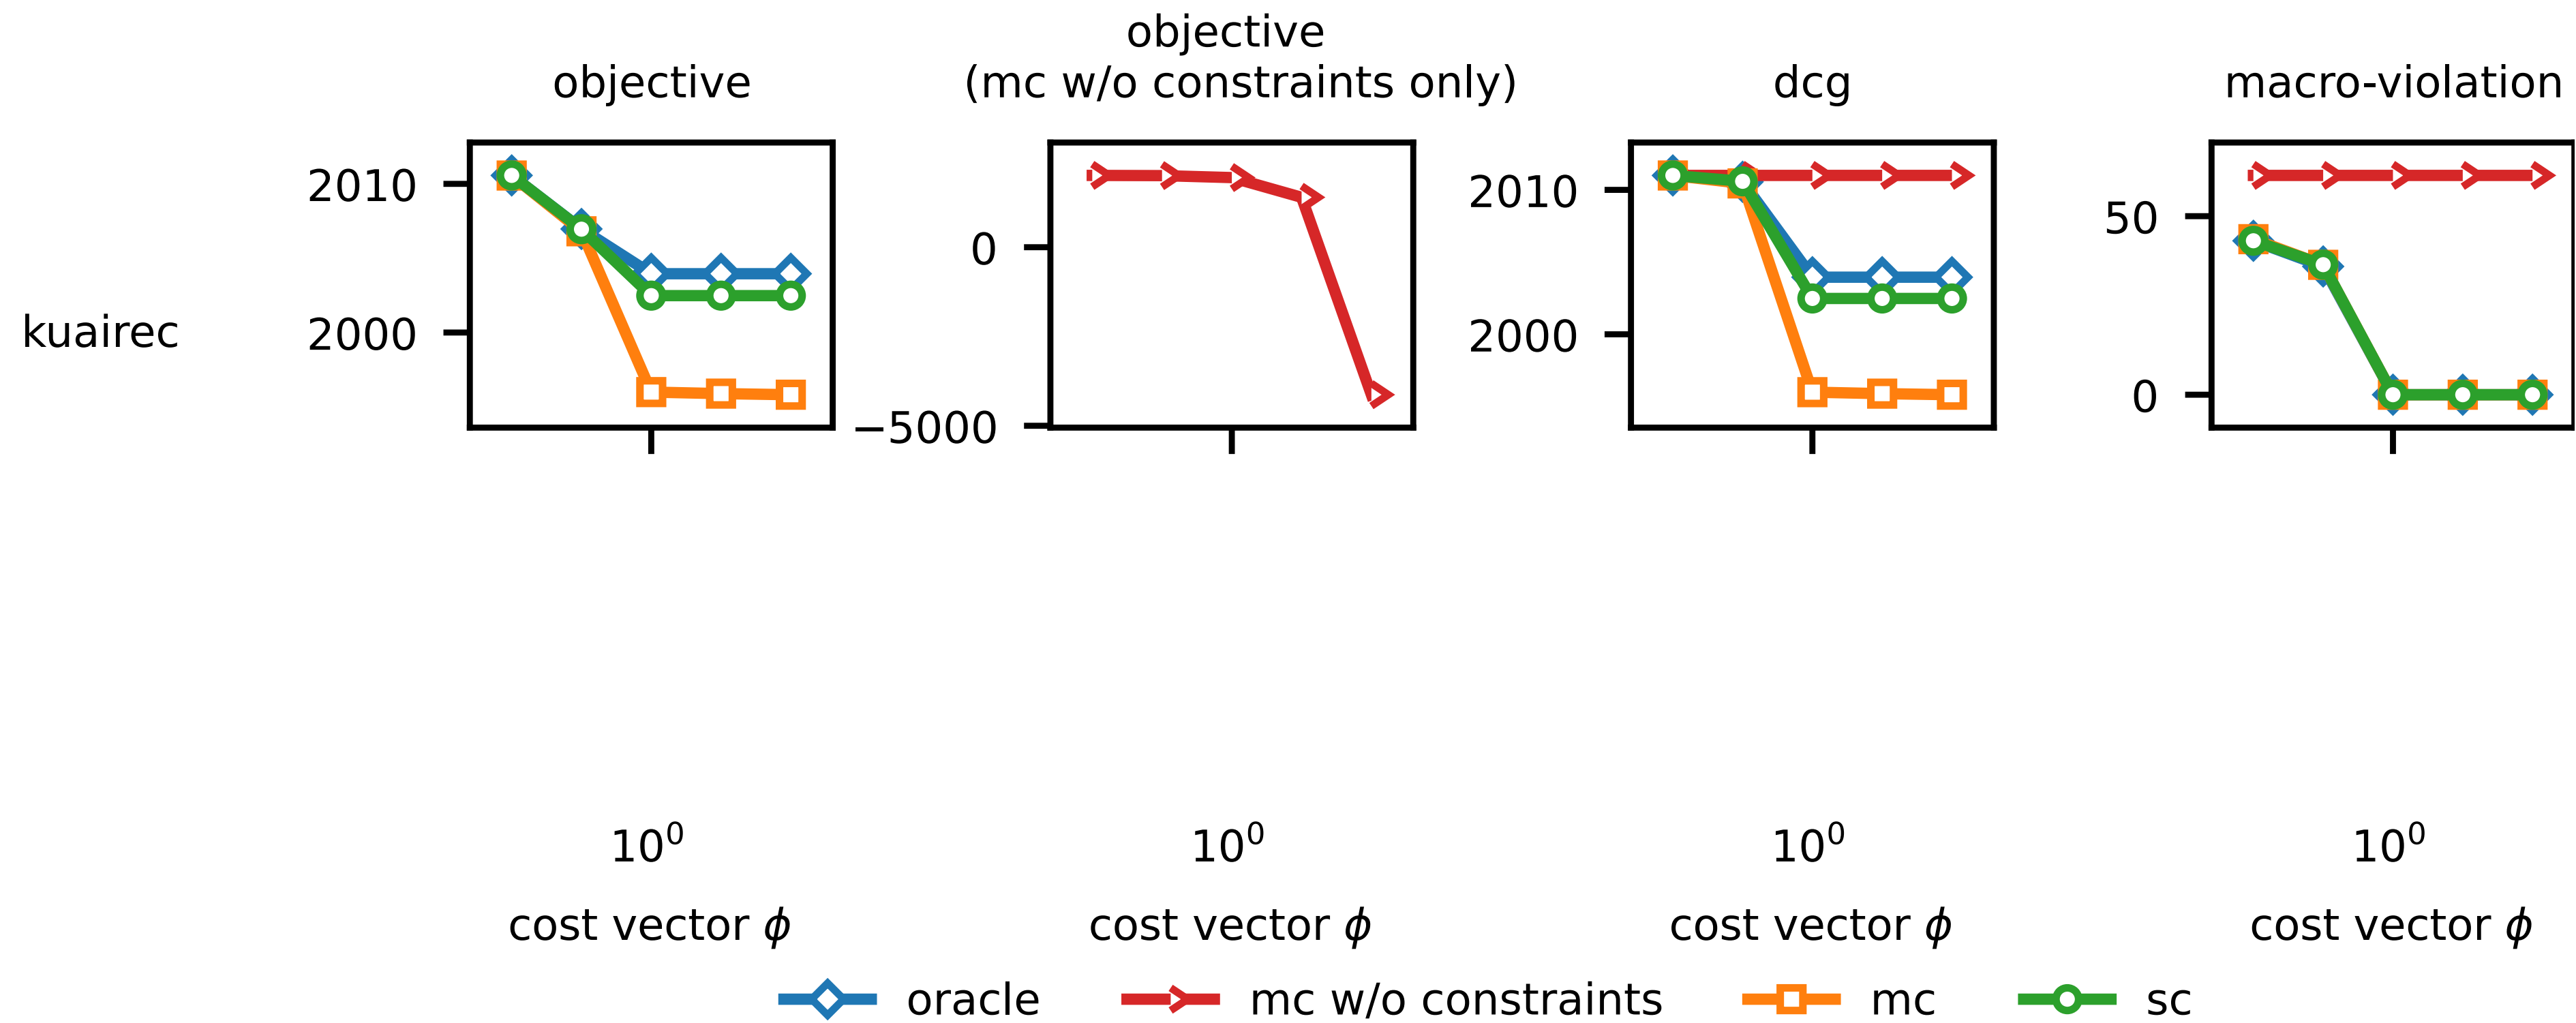 objective
objective
(mc w/o constraints only)
dcg
macro-violation
2010
2000
0
−5000
2010
2000
50
0
kuairec
10⁰
10⁰
10⁰
10⁰
cost vector ϕ
cost vector ϕ
cost vector ϕ
cost vector ϕ
oracle
mc w/o constraints
mc
sc